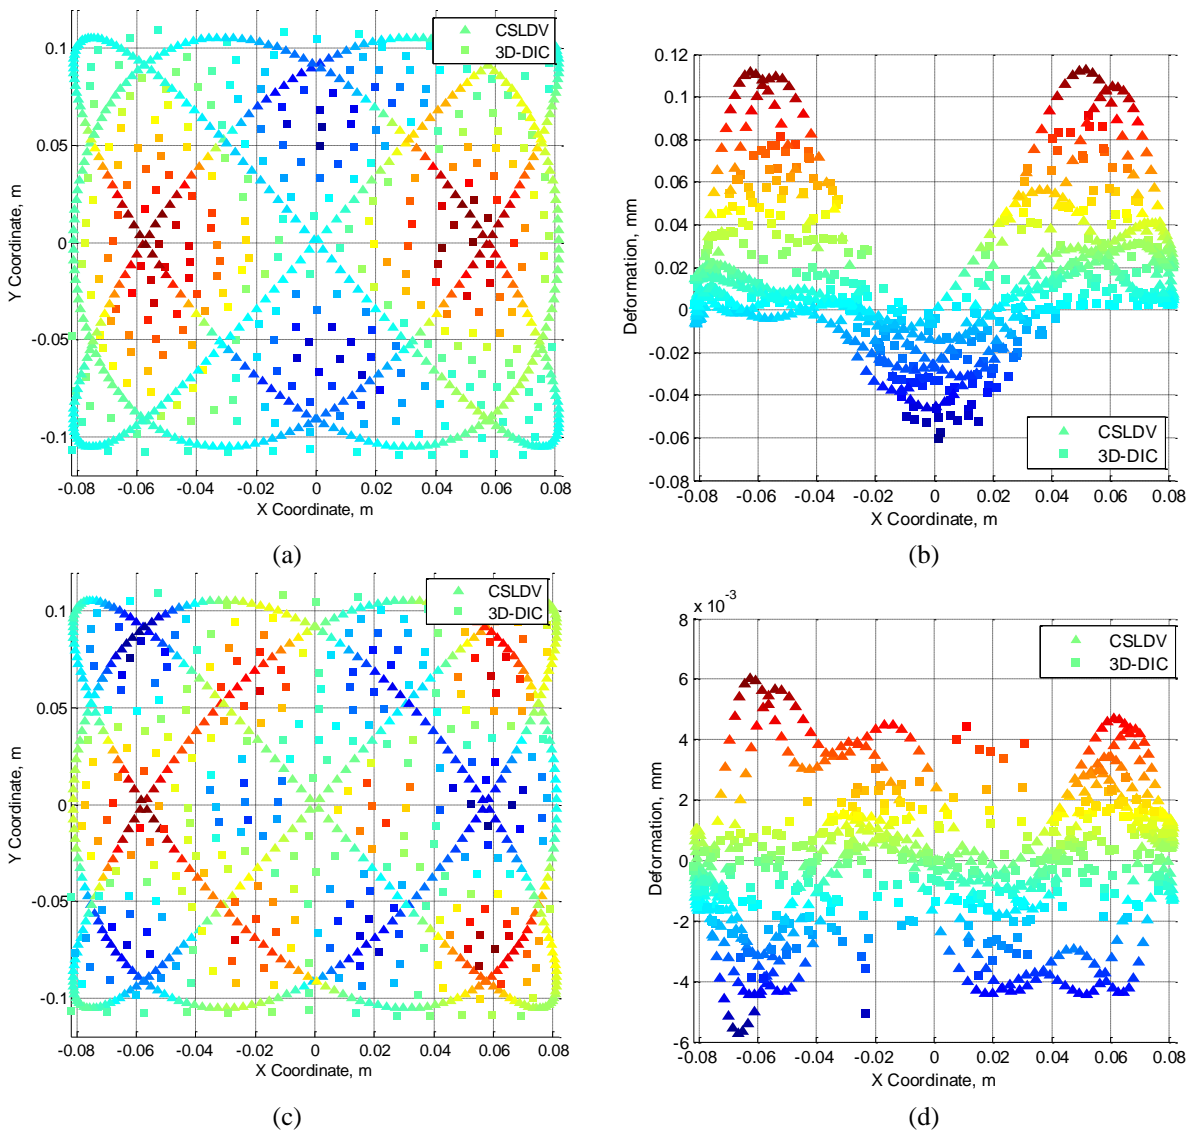 CSLDV
3D-DIC
0.1
0.05
0
-0.05
-0.1
Y Coordinate, m
-0.08 -0.06 -0.04 -0.02 0 0.02 0.04 0.06 0.08
X Coordinate, m
(a)
CSLDV
3D-DIC
0.12
0.1
0.08
0.06
0.04
0.02
0
-0.02
-0.04
-0.06
-0.08
Deformation, mm
-0.08 -0.06 -0.04 -0.02 0 0.02 0.04 0.06 0.08
X Coordinate, m
(b)
CSLDV
3D-DIC
0.1
0.05
0
-0.05
-0.1
Y Coordinate, m
-0.08 -0.06 -0.04 -0.02 0 0.02 0.04 0.06 0.08
X Coordinate, m
(c)
x 10⁻³
CSLDV
3D-DIC
8
6
4
2
0
-2
-4
-6
Deformation, mm
-0.08 -0.06 -0.04 -0.02 0 0.02 0.04 0.06 0.08
X Coordinate, m
(d)